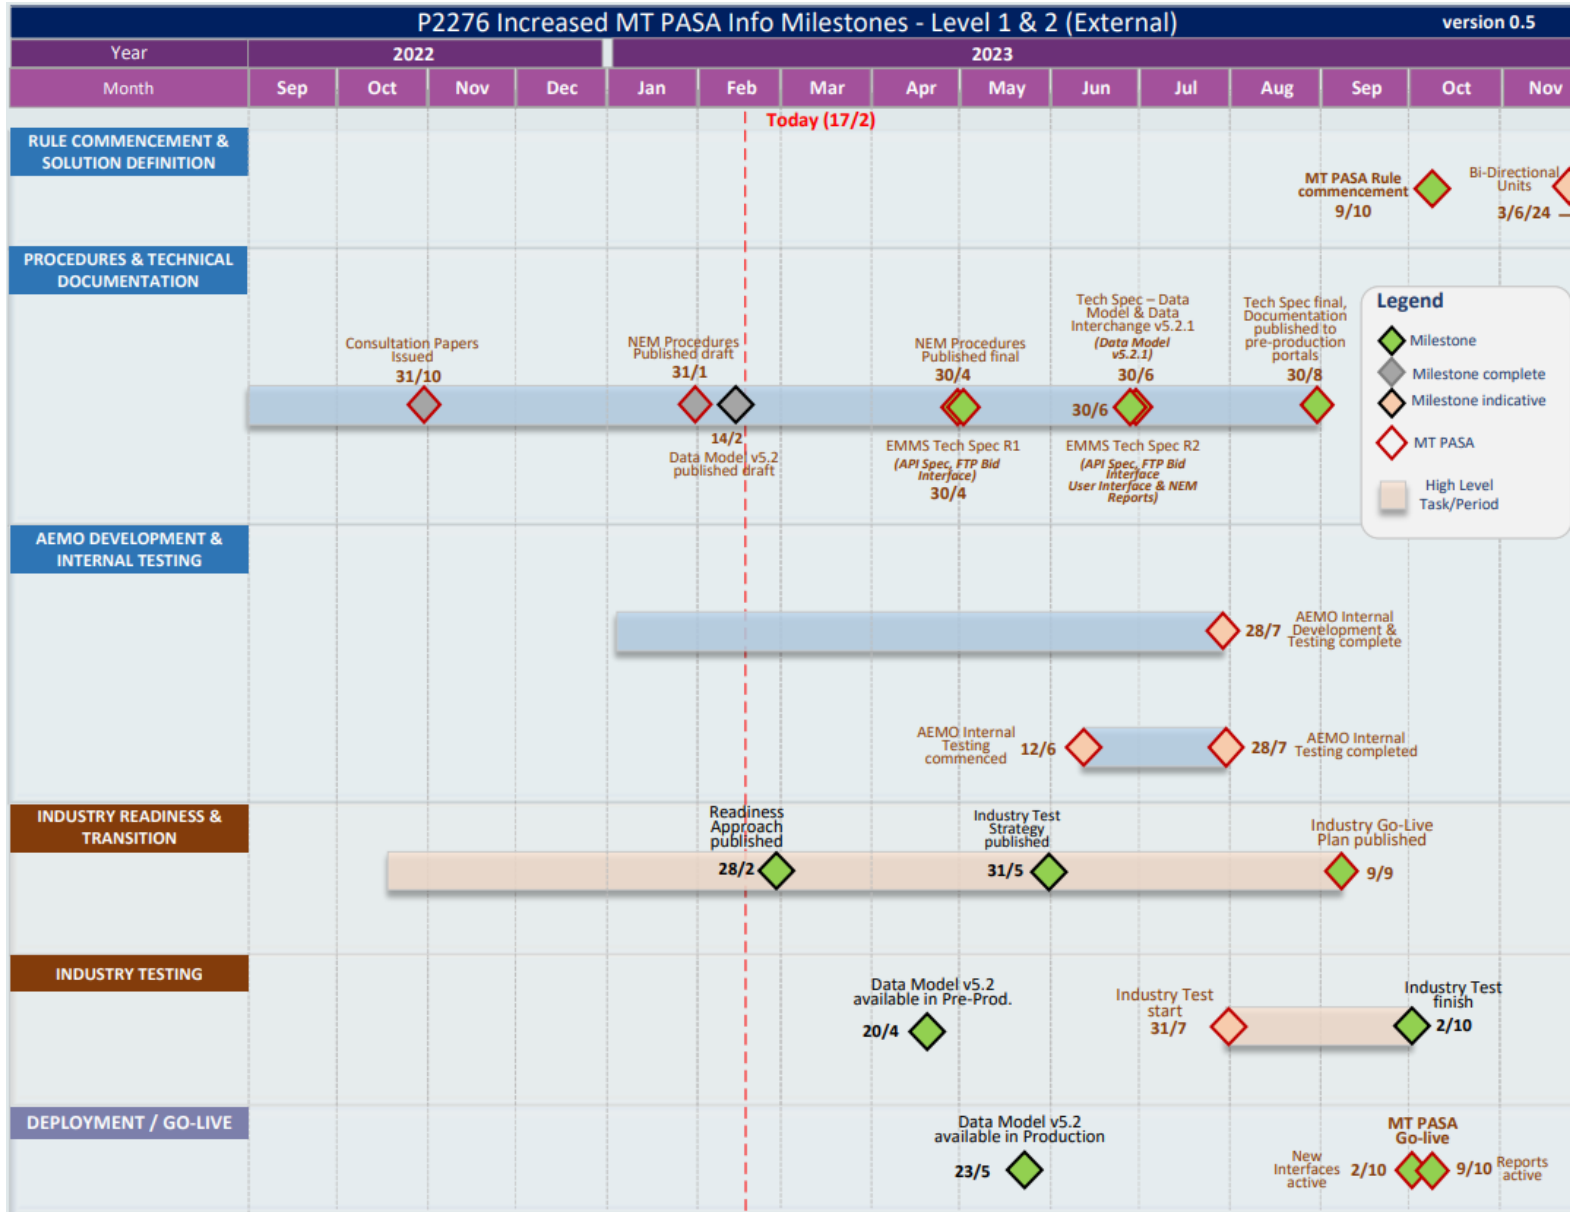 P2276 Increased MT PASA Info Milestones - Level 1 & 2 (External)
version 0.5
Year
2022
2023
Month
Sep
Oct
Nov
Dec
Jan
Feb
Mar
Apr
May
Jun
Jul
Aug
Sep
Oct
Nov
Today (17/2)
RULE COMMENCEMENT &
SOLUTION DEFINITION
MT PASA Rule
commencement
9/10
Bi-Directional
Units
3/6/24
PROCEDURES & TECHNICAL
DOCUMENTATION
Consultation Papers
Issued
31/10
NEM Procedures
Published draft
31/1
14/2
Data Model v5.2
published draft
NEM Procedures
Published final
30/4
EMMS Tech Spec R1
(API Spec, FTP Bid
Interface)
30/4
Tech Spec – Data
Model & Data
Interchange v5.2.1
(Data Model
v5.2.1)
30/6
30/6
EMMS Tech Spec R2
(API Spec, FTP Bid
Interface
User Interface & NEM
Reports)
Tech Spec final,
Documentation
published to
pre-production
portals
30/8
Legend
Milestone
Milestone complete
Milestone indicative
MT PASA
High Level
Task/Period
AEMO DEVELOPMENT &
INTERNAL TESTING
28/7
AEMO Internal
Development &
Testing complete
AEMO Internal
Testing
commenced
12/6
28/7
AEMO Internal
Testing completed
INDUSTRY READINESS &
TRANSITION
Readiness
Approach
published
28/2
Industry Test
Strategy
published
31/5
Industry Go-Live
Plan published
9/9
INDUSTRY TESTING
Data Model v5.2
available in Pre-Prod.
20/4
Industry Test
start
31/7
Industry Test
finish
2/10
DEPLOYMENT / GO-LIVE
Data Model v5.2
available in Production
23/5
MT PASA
Go-live
New
Interfaces
active
2/10
9/10
Reports
active